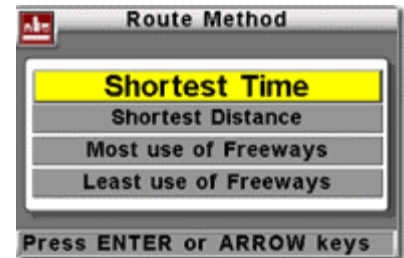 Route Method
Shortest Time
Shortest Distance
Most use of Freeways
Least use of Freeways
Press ENTER or ARROW keys